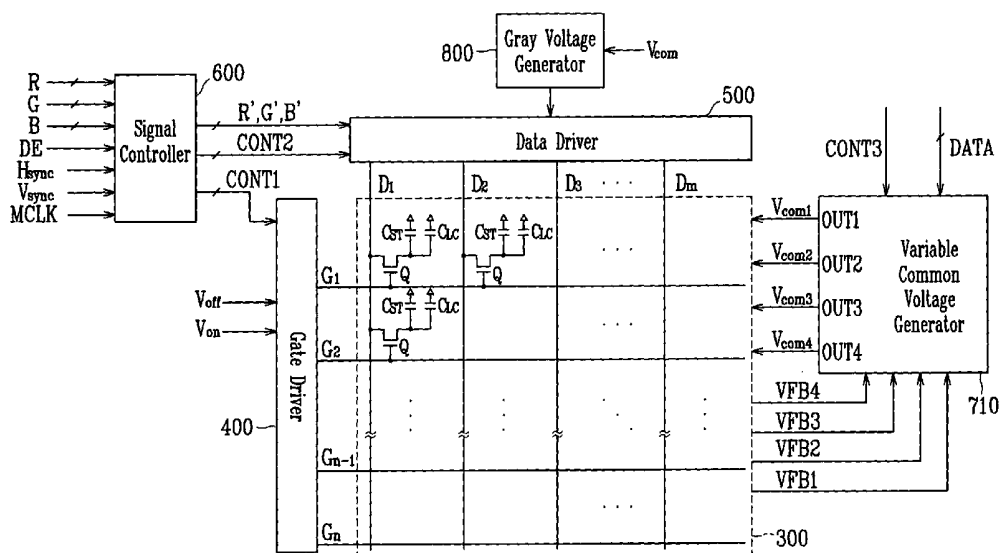 800
Gray Voltage
Generator
Vcom
600
R
G
B
DE
Hsync
Vsync
MCLK
Signal
Controller
R',G',B'
CONT2
CONT1
500
Data Driver
CONT3
DATA
D1
D2
D3
. . .
Dm
CST
CLC
CST
CLC
Q
Q
G1
Vcom1
OUT1
Vcom2
OUT2
Vcom3
OUT3
Vcom4
OUT4
Variable
Common
Voltage
Generator
710
Voff
Von
Gate Driver
400
CST
CLC
Q
G2
VFB4
VFB3
VFB2
VFB1
Gn-1
Gn
300